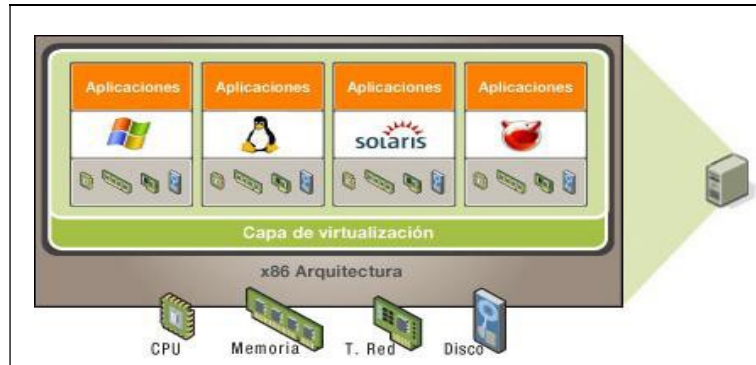 Aplicaciones Aplicaciones Aplicaciones Aplicaciones
solaris
Capa de virtualización
x86 Arquitectura
CPU Memoria T. Red Disco